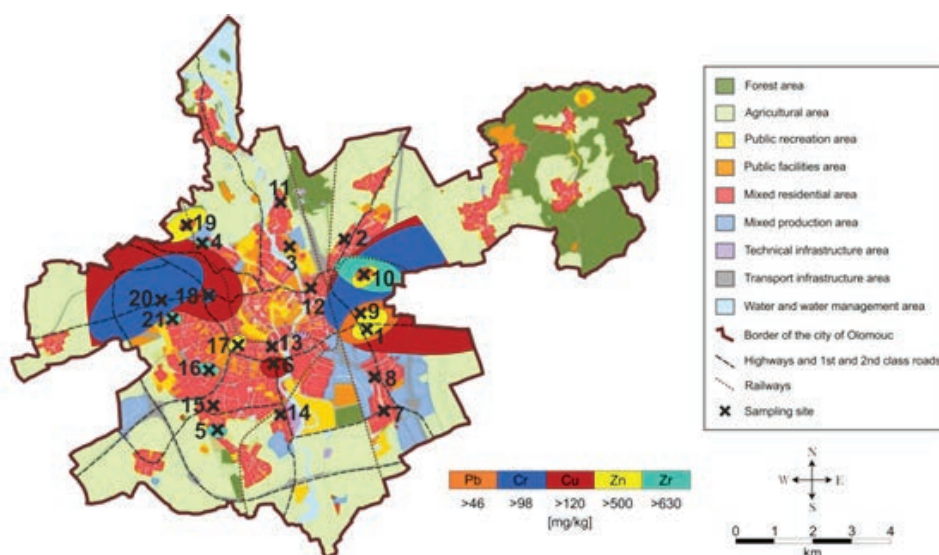 11
19
4
2
3
10
20
18
12
21
9
1
17
13
6
16
8
15
14
7
5
Forest area
Agricultural area
Public recreation area
Public facilities area
Mixed residential area
Mixed production area
Technical infrastructure area
Transport infrastructure area
Water and water management area
Border of the city of Olomouc
Highways and 1st and 2nd class roads
Railways
Sampling site
Pb Cr Cu Zn Zr
>46 >98 >120 >500 >630
[mg/kg]
N
W E
S
0 1 2 3 4
km